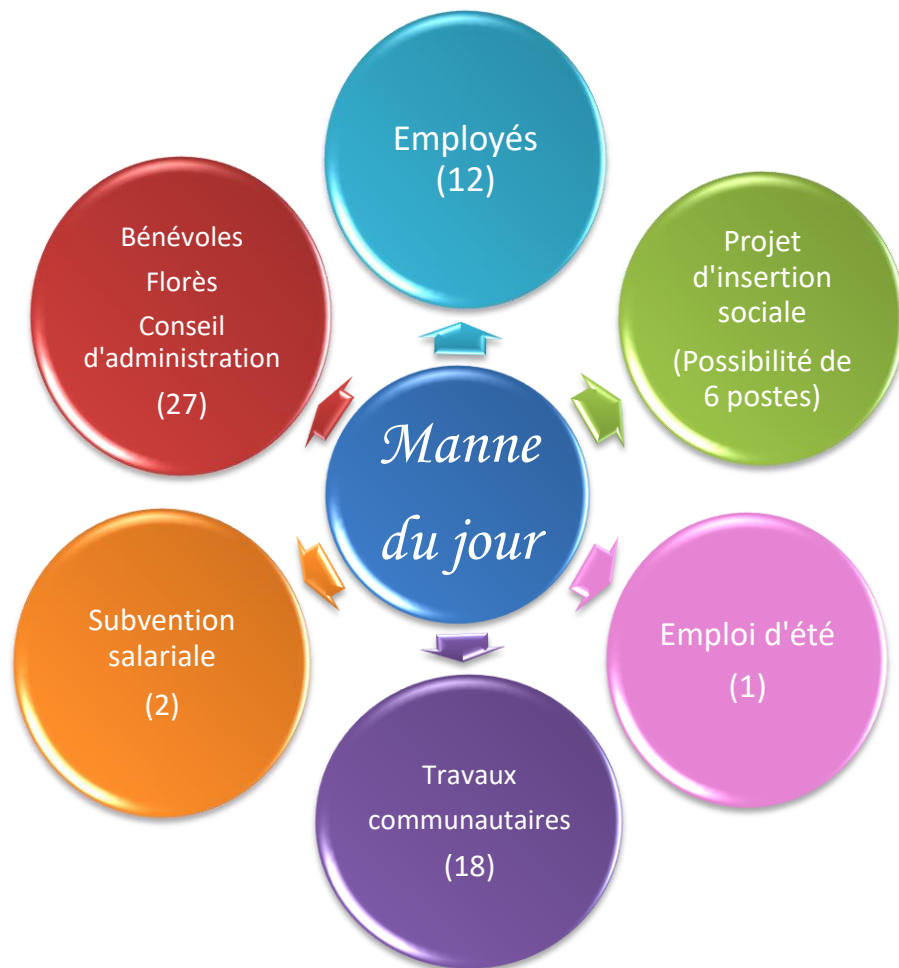 Employés
(12)
Projet
d'insertion
sociale
(Possibilité de
6 postes)
Emploi d'été
(1)
Travaux
communautaires
(18)
Subvention
salariale
(2)
Bénévoles
Florès
Conseil
d'administration
(27)
Manne
du jour